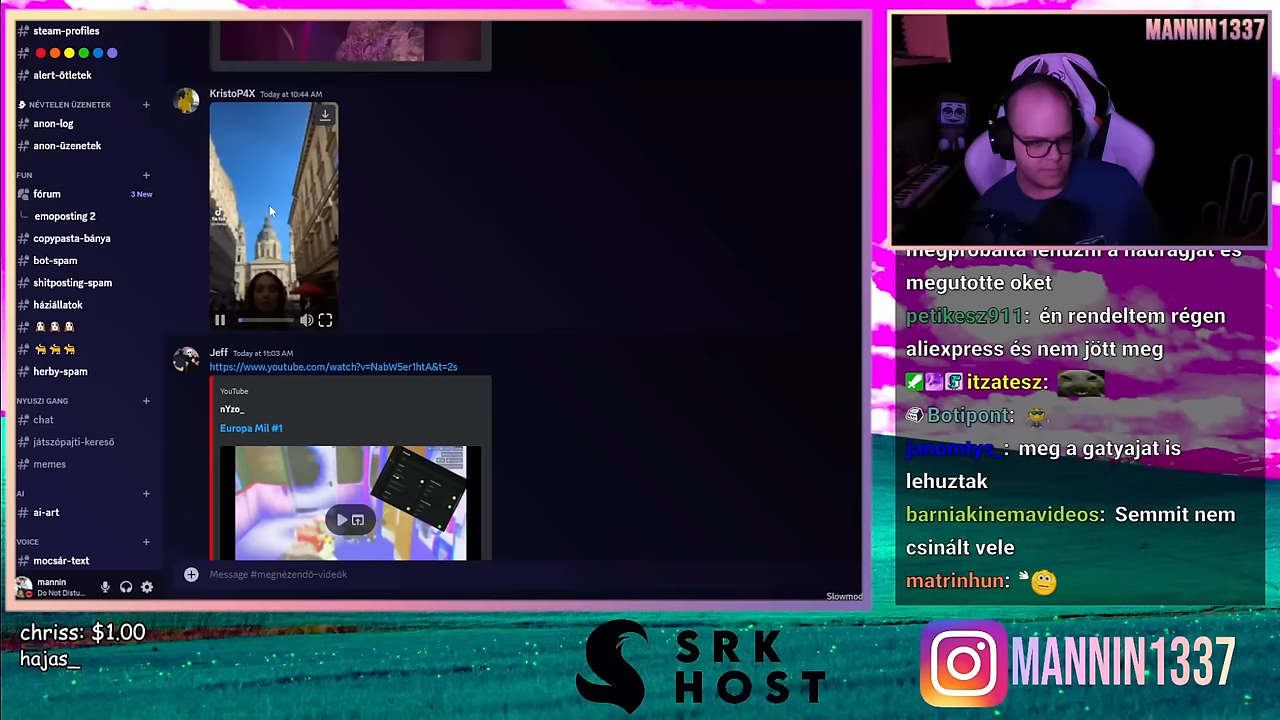 steam-profiles
alert-ötletek
NÉVTELEN ÜZENETEK
anon-log
anon-üzenetek
FUN
fórum
3 New
emoposting 2
copypasta-bánya
bot-spam
shitposting-spam
háziállatok
herby-spam
NYUSZI GANG
chat
játszópajti-kereső
memes
AI
ai-art
VOICE
mocsár-text
mannin
Do Not Distu...
KristoP4X Today at 10:44 AM
Jeff Today at 11:03 AM
https://www.youtube.com/watch?v=NabW5er1htA&t=2s
YouTube
nYzo_
Europa Mil #1
Message #megnézendő-videók
Slowmod
MANNIN1337
megpróbálta lehúzni a nadrágját és
megutotte oket
petikesz911: én rendeltem régen
aliexpress és nem jött meg
itzatesz:
Botipont:
janomlys_: meg a gatyajat is
lehuztak
barniakinemavideos: Semmit nem
csinált vele
matrinhun:
chriss: $1.00
hajas_
SRK
HOST
MANNIN1337